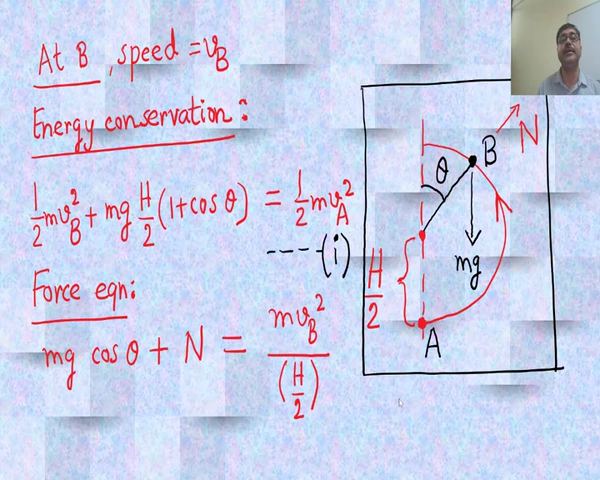 At B, speed = v_B
Energy conservation:
1/2 mv_B^2 + mg H/2 (1+cos θ) = 1/2 mv_A^2
----(i)
Force eqn:
mg cos θ + N = mv_B^2 / (H/2)
N
B
θ
mg
H/2
A